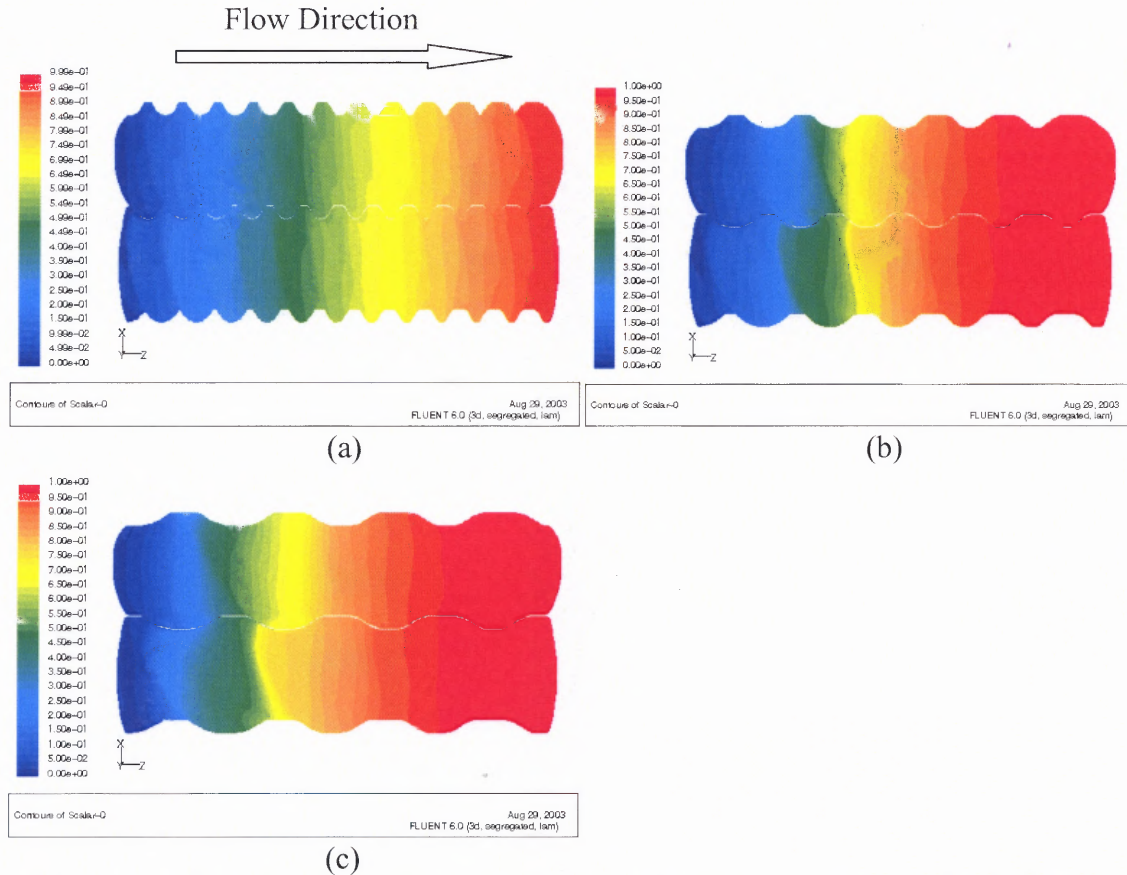 Flow Direction
9.99e-01
9.49e-01
8.99e-01
8.49e-01
7.99e-01
7.49e-01
6.99e-01
6.49e-01
5.99e-01
5.49e-01
4.99e-01
4.49e-01
4.00e-01
3.50e-01
3.00e-01
2.50e-01
2.00e-01
1.50e-01
9.99e-02
4.99e-02
0.00e+00
X
Y
Z
Contours of Scalar-0
Aug 29, 2003
FLUENT 6.0 (3d, segregated, lam)
(a)
1.00e+00
9.50e-01
9.00e-01
8.50e-01
8.00e-01
7.50e-01
7.00e-01
6.50e-01
6.00e-01
5.50e-01
5.00e-01
4.50e-01
4.00e-01
3.50e-01
3.00e-01
2.50e-01
2.00e-01
1.50e-01
1.00e-01
5.00e-02
0.00e+00
X
Y
Z
Contours of Scalar-0
Aug 29, 2003
FLUENT 6.0 (3d, segregated, lam)
(b)
1.00e+00
9.50e-01
9.00e-01
8.50e-01
8.00e-01
7.50e-01
7.00e-01
6.50e-01
6.00e-01
5.50e-01
5.00e-01
4.50e-01
4.00e-01
3.50e-01
3.00e-01
2.50e-01
2.00e-01
1.50e-01
1.00e-01
5.00e-02
0.00e+00
X
Y
Z
Contours of Scalar-0
Aug 29, 2003
FLUENT 6.0 (3d, segregated, lam)
(c)